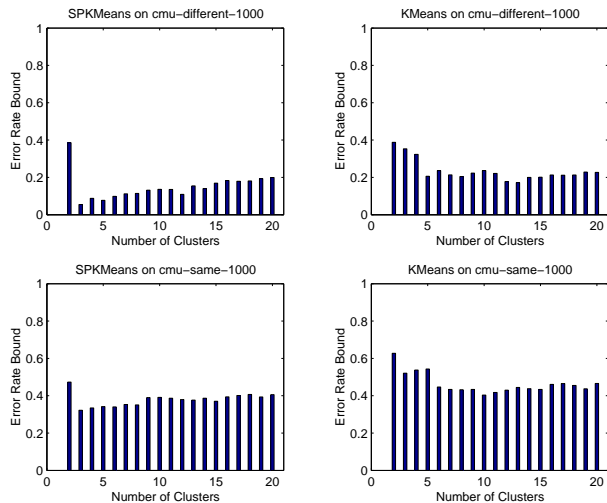 SPKMeans on cmu−different−1000
1
0.8
0.6
0.4
0.2
0
Error Rate Bound
0 5 10 15 20
Number of Clusters
KMeans on cmu−different−1000
1
0.8
0.6
0.4
0.2
0
Error Rate Bound
0 5 10 15 20
Number of Clusters
SPKMeans on cmu−same−1000
1
0.8
0.6
0.4
0.2
0
Error Rate Bound
0 5 10 15 20
Number of Clusters
KMeans on cmu−same−1000
1
0.8
0.6
0.4
0.2
0
Error Rate Bound
0 5 10 15 20
Number of Clusters